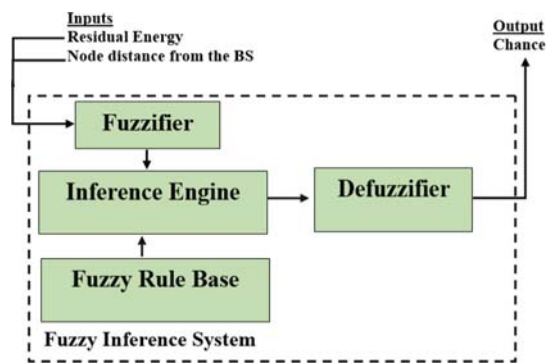 Inputs
Residual Energy
Node distance from the BS
Output
Chance
Fuzzifier
Inference Engine
Defuzzifier
Fuzzy Rule Base
Fuzzy Inference System